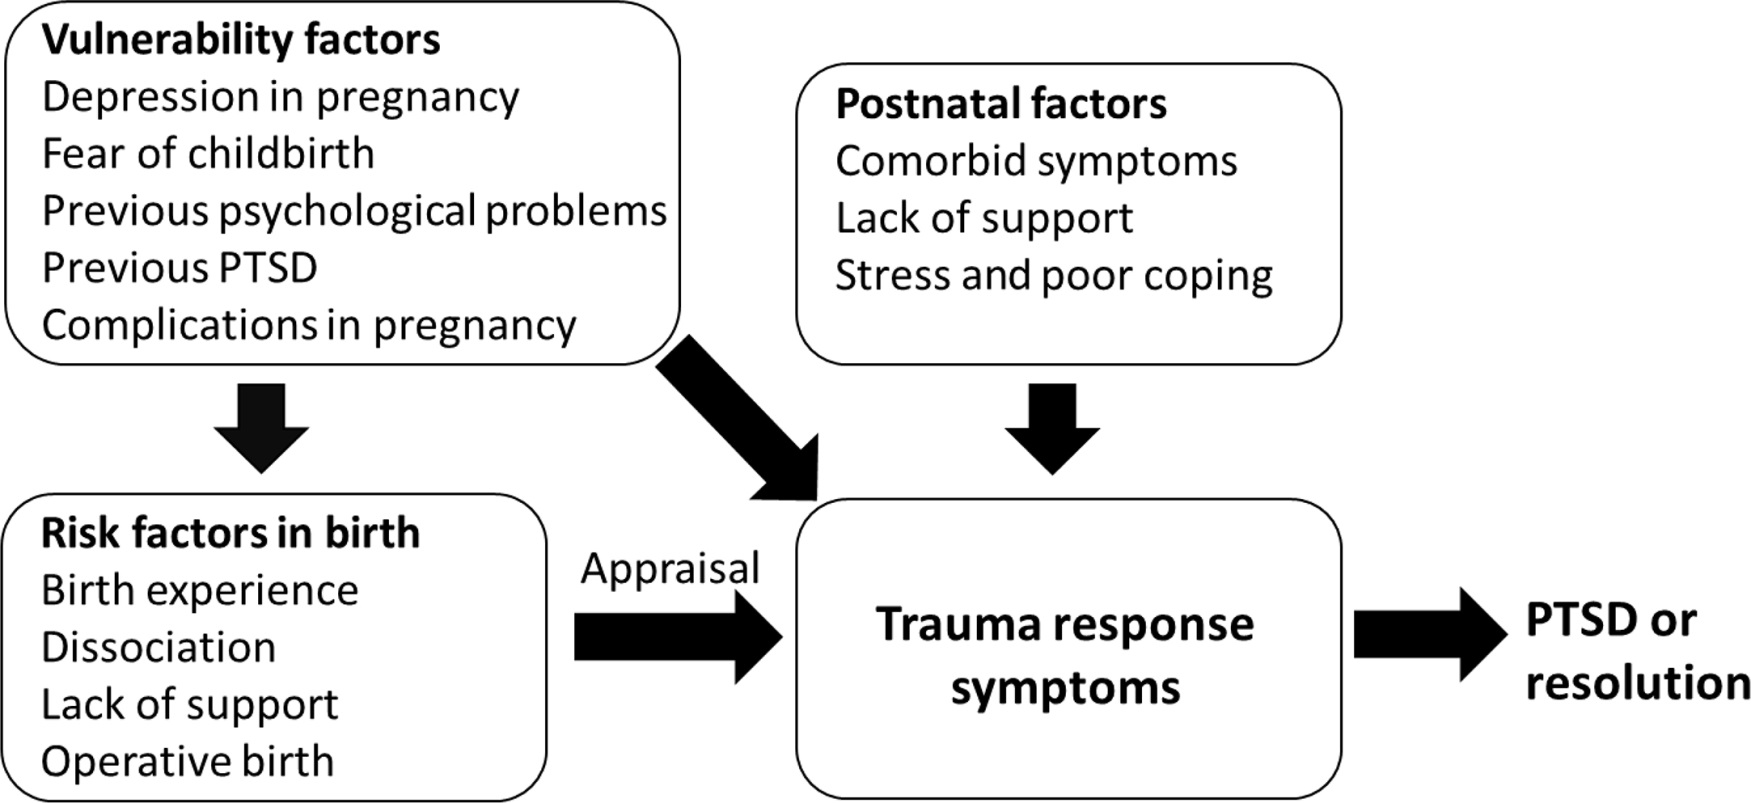 Vulnerability factors
Depression in pregnancy
Fear of childbirth
Previous psychological problems
Previous PTSD
Complications in pregnancy
Postnatal factors
Comorbid symptoms
Lack of support
Stress and poor coping
Risk factors in birth
Birth experience
Dissociation
Lack of support
Operative birth
Appraisal
Trauma response
symptoms
PTSD or
resolution